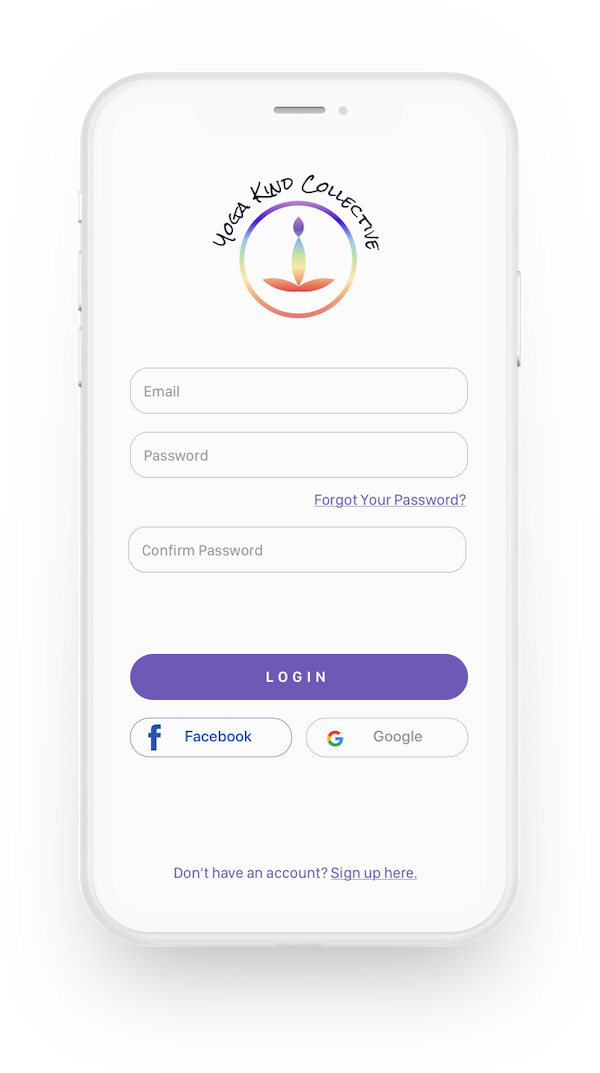 Yoga Kind Collective
Email
Password
Forgot Your Password?
Confirm Password
LOGIN
Facebook
Google
Don't have an account? Sign up here.